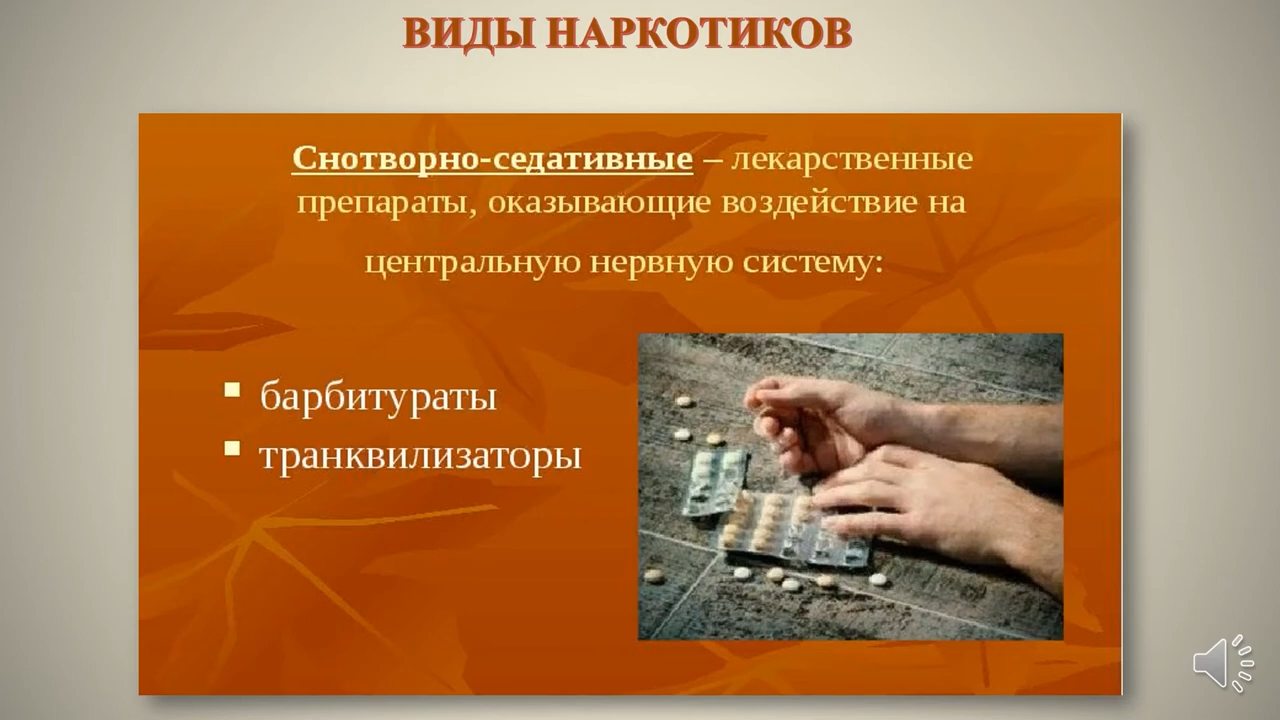 ВИДЫ НАРКОТИКОВ
Снотворно-седативные – лекарственные
препараты, оказывающие воздействие на
центральную нервную систему:
барбитураты
транквилизаторы